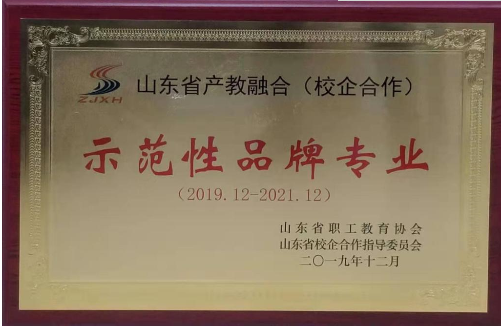 ZJXH
山东省产教融合（校企合作）
示范性品牌专业
（2019.12-2021.12）
山东省职工教育协会
山东省校企合作指导委员会
二〇一九年十二月